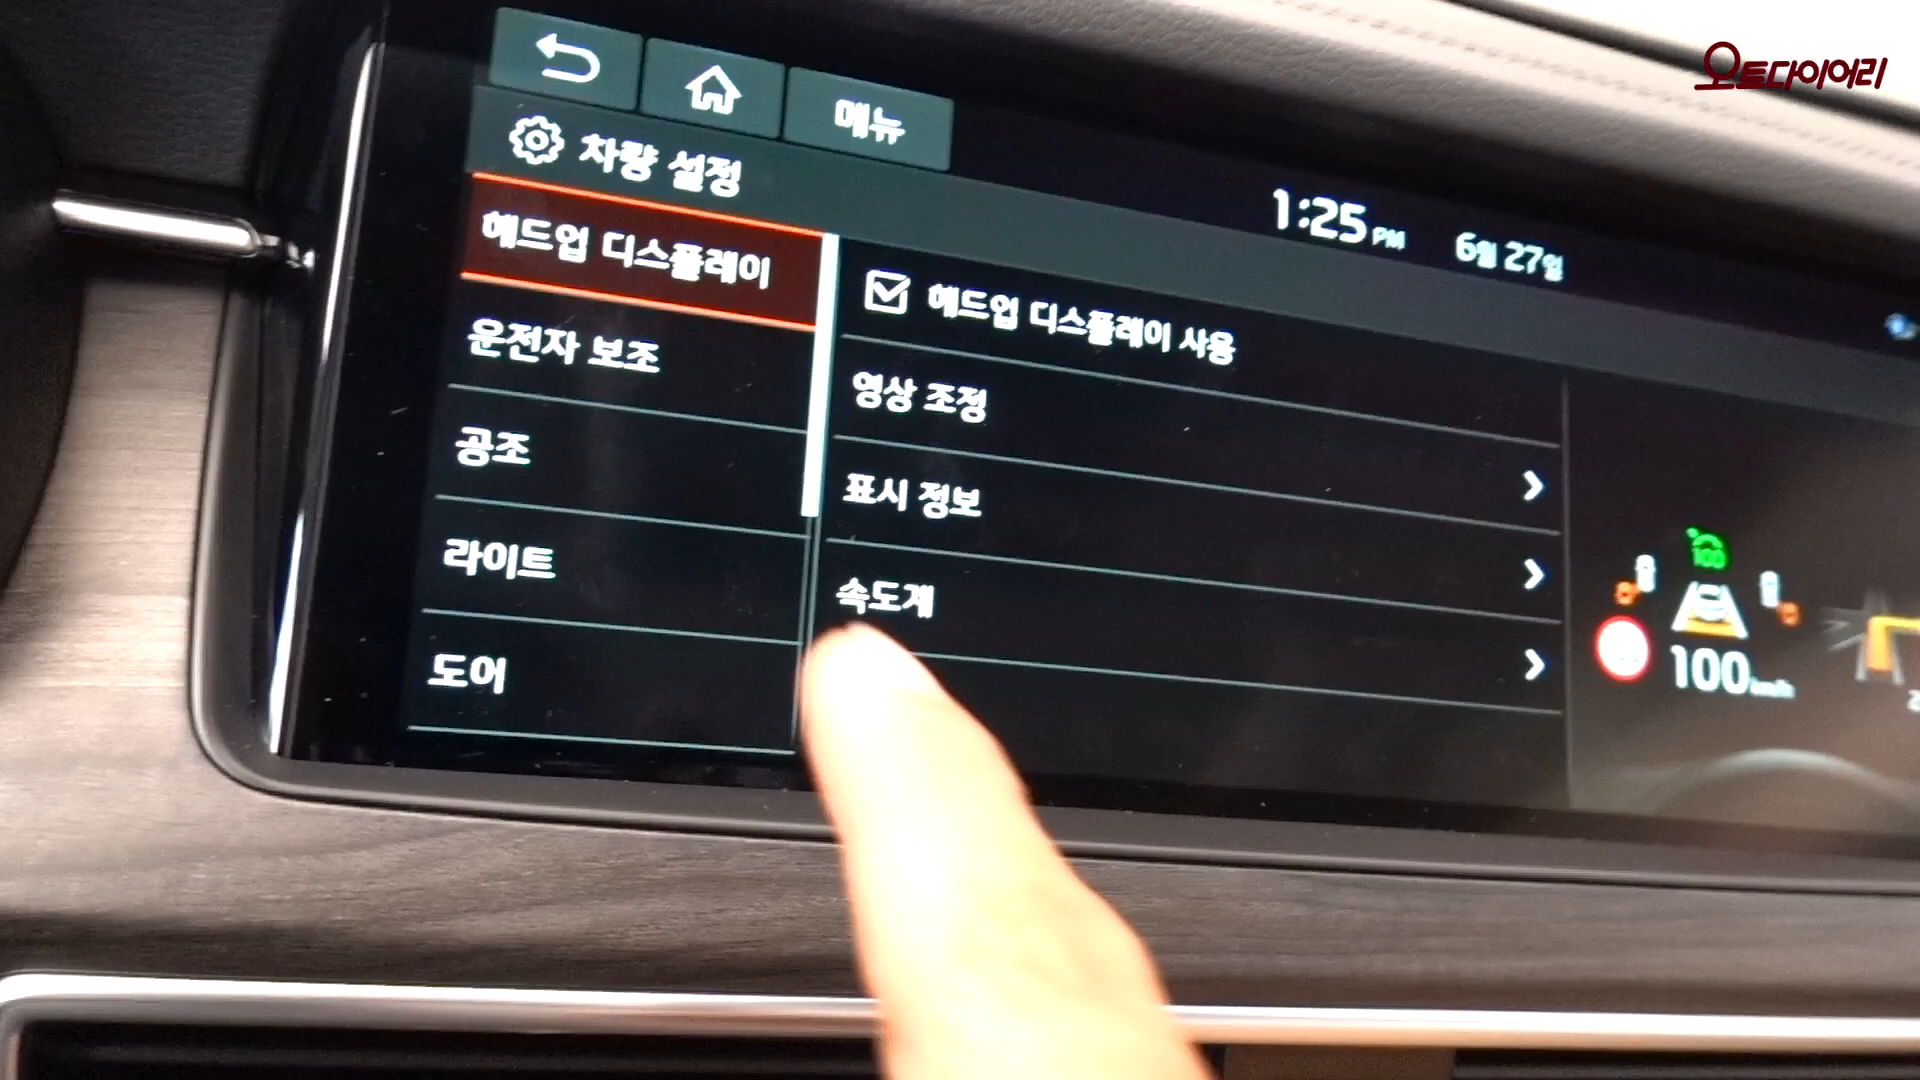 오토다이어리
메뉴
차량 설정
1:25 PM 6월 27일
헤드업 디스플레이
운전자 보조
공조
라이트
도어
헤드업 디스플레이 사용
영상 조정
표시 정보
속도계
100
100 km/h